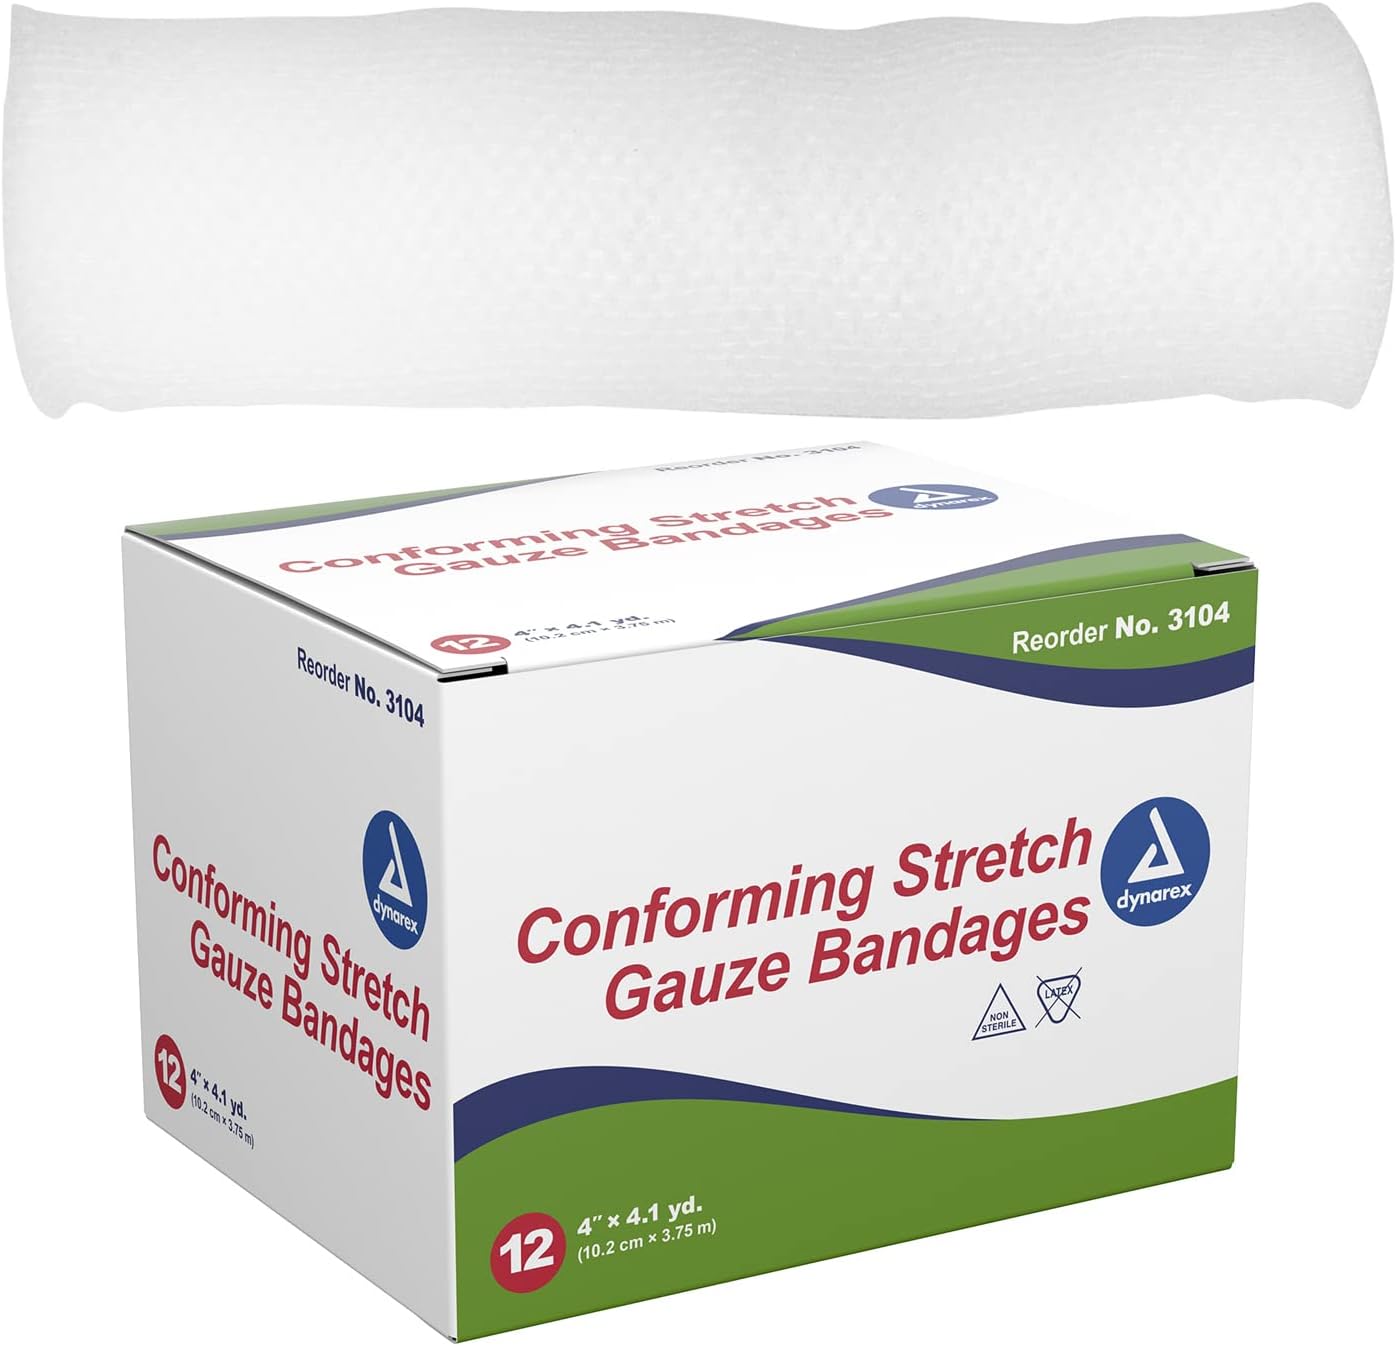 Reorder No. 3104
Conforming Stretch
Gauze Bandages
dynarex
12
4" × 4.1 yd.
(10.2 cm × 3.75 m)
Reorder No. 3104
Conforming Stretch
Gauze Bandages
dynarex
12
4" × 4.1 yd.
(10.2 cm × 3.75 m)
Reorder No. 3104
Conforming Stretch
Gauze Bandages
dynarex
NON
STERILE
LATEX
12
4" × 4.1 yd.
(10.2 cm × 3.75 m)